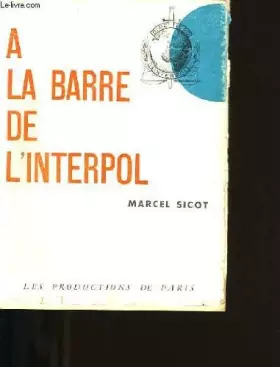 A
LA BARRE
DE
L'INTERPOL
MARCEL SICOT
LES PRODUCTIONS DE PARIS